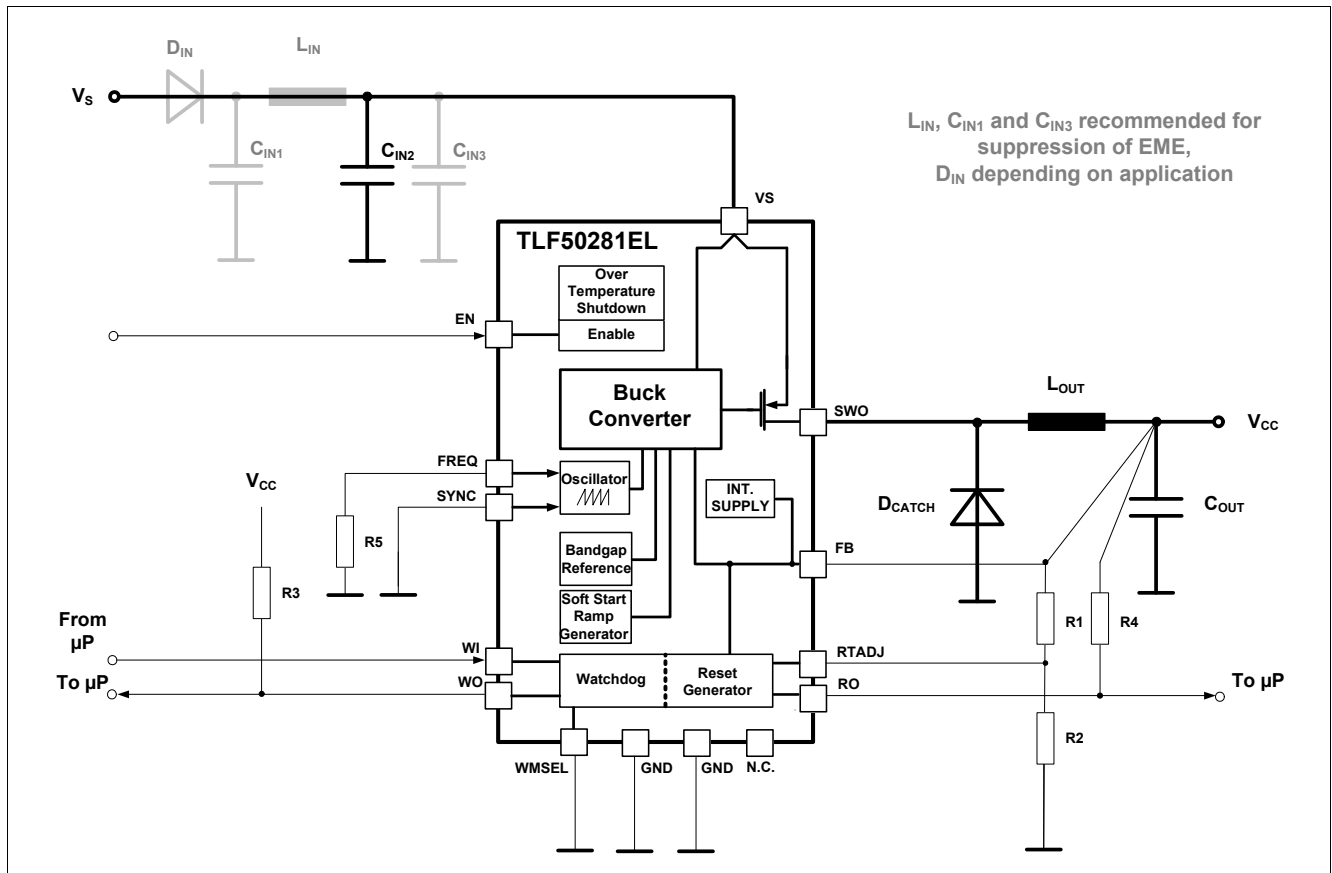 DIN
LIN
VS
CIN1
CIN2
CIN3
LIN, CIN1 and CIN3 recommended for
suppression of EME,
DIN depending on application
VS
TLF50281EL
Over
Temperature
Shutdown
EN
Enable
Buck
Converter
LOUT
SWO
VCC
FREQ
VCC
Oscillator
SYNC
INT.
SUPPLY
DCATCH
COUT
R5
FB
Bandgap
Reference
R3
Soft Start
Ramp
Generator
R1
R4
From
µP
WI
RTADJ
Watchdog
Reset
Generator
To µP
WO
RO
To µP
R2
WMSEL
GND
GND
N.C.